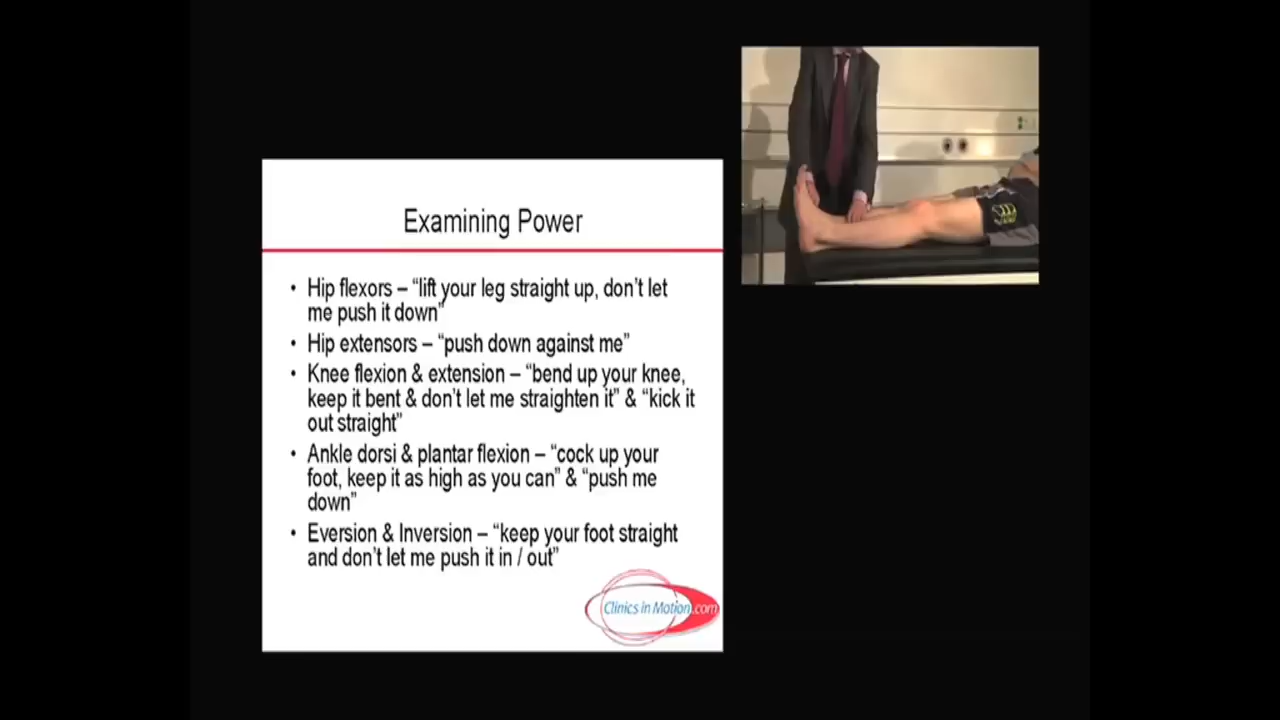 Examining Power
• Hip flexors – “lift your leg straight up, don’t let
me push it down”
• Hip extensors – “push down against me”
• Knee flexion & extension – “bend up your knee,
keep it bent & don’t let me straighten it” & “kick it
out straight”
• Ankle dorsi & plantar flexion – “cock up your
foot, keep it as high as you can” & “push me
down”
• Eversion & Inversion – “keep your foot straight
and don’t let me push it in / out”
Clinics in Motion.com